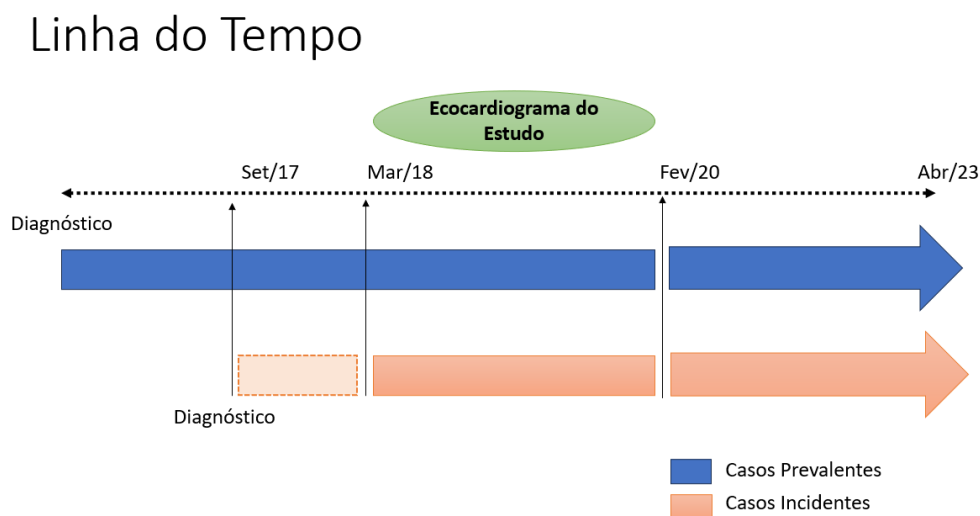 Linha do Tempo
Ecocardiograma do
Estudo
Set/17
Mar/18
Fev/20
Abr/23
Diagnóstico
Diagnóstico
Casos Prevalentes
Casos Incidentes